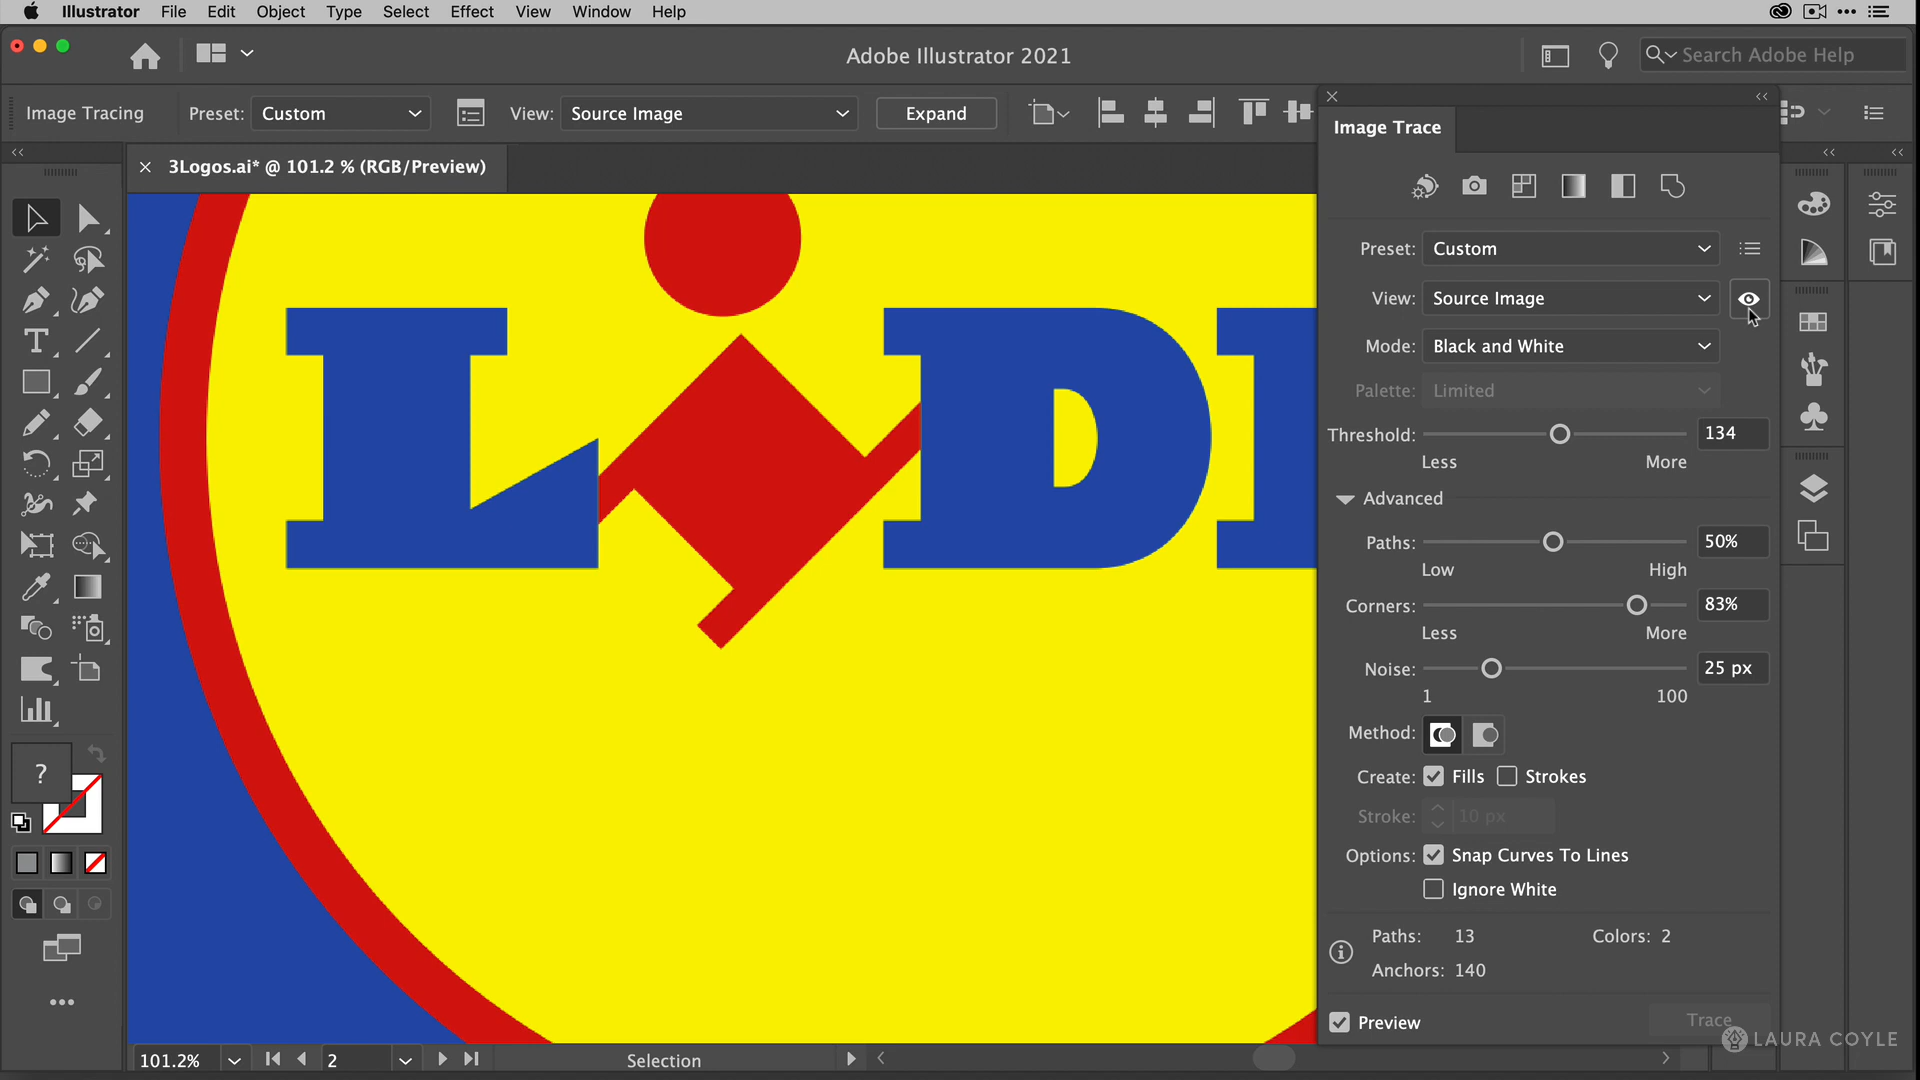 Illustrator File Edit Object Type Select Effect View Window Help
Adobe Illustrator 2021
Search Adobe Help
Image Tracing Preset: Custom View: Source Image Expand
Image Trace
3Logos.ai* @ 101.2 % (RGB/Preview)
Preset: Custom
View: Source Image
Mode: Black and White
Palette: Limited
Threshold: 134
Less More
Advanced
Paths: 50%
Low High
Corners: 83%
Less More
Noise: 25 px
1 100
Method:
Create: Fills Strokes
Stroke: 10 px
Options: Snap Curves To Lines
Ignore White
Paths: 13 Colors: 2
Anchors: 140
Preview Trace
LAURA COYLE
LiD
?
101.2% 2 Selection